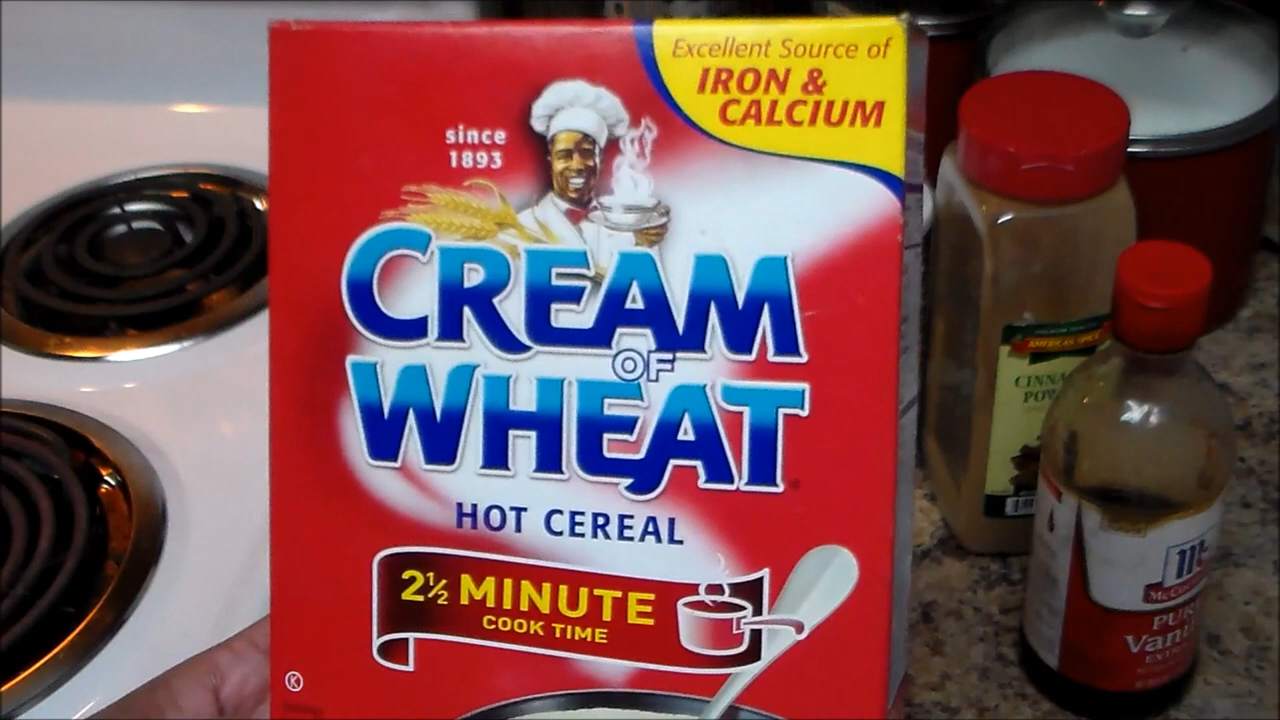 Excellent Source of
IRON &
CALCIUM
since
1893
CREAM
OF
WHEAT
HOT CEREAL
2½ MINUTE
COOK TIME
K
AMERICAN SPICE
M